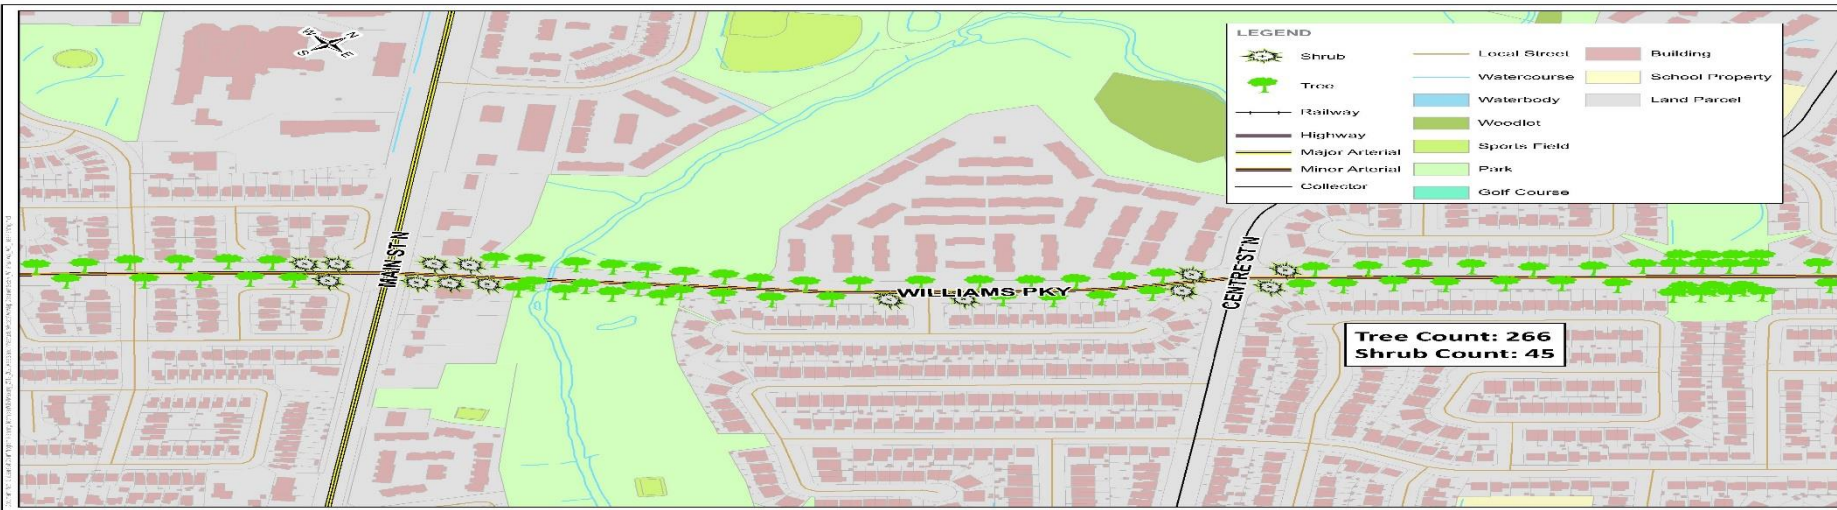 N
W
E
S
LEGEND
Shrub
Tree
Railway
Highway
Major Arterial
Minor Arterial
Collector
Local Street
Watercourse
Waterbody
Woodlot
Sports Field
Park
Golf Course
Building
School Property
Land Parcel
MAIN ST N
WILLIAMS PKY
CENTRE ST N
Tree Count: 266
Shrub Count: 45